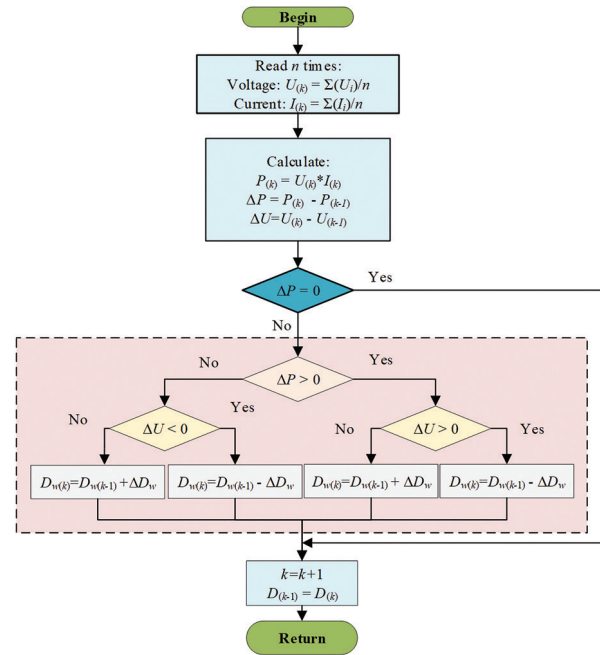 Begin
Read n times:
Voltage: U(k) = Σ(Ui)/n
Current: I(k) = Σ(Ii)/n
Calculate:
P(k) = U(k)*I(k)
ΔP = P(k) - P(k-1)
ΔU=U(k) - U(k-1)
ΔP = 0
Yes
No
ΔP > 0
No
Yes
ΔU < 0
No
Yes
ΔU > 0
No
Yes
Dw(k)=Dw(k-1) +ΔDw
Dw(k)=Dw(k-1) - ΔDw
Dw(k)=Dw(k-1) + ΔDw
Dw(k)=Dw(k-1) - ΔDw
k=k+1
D(k-1) = D(k)
Return